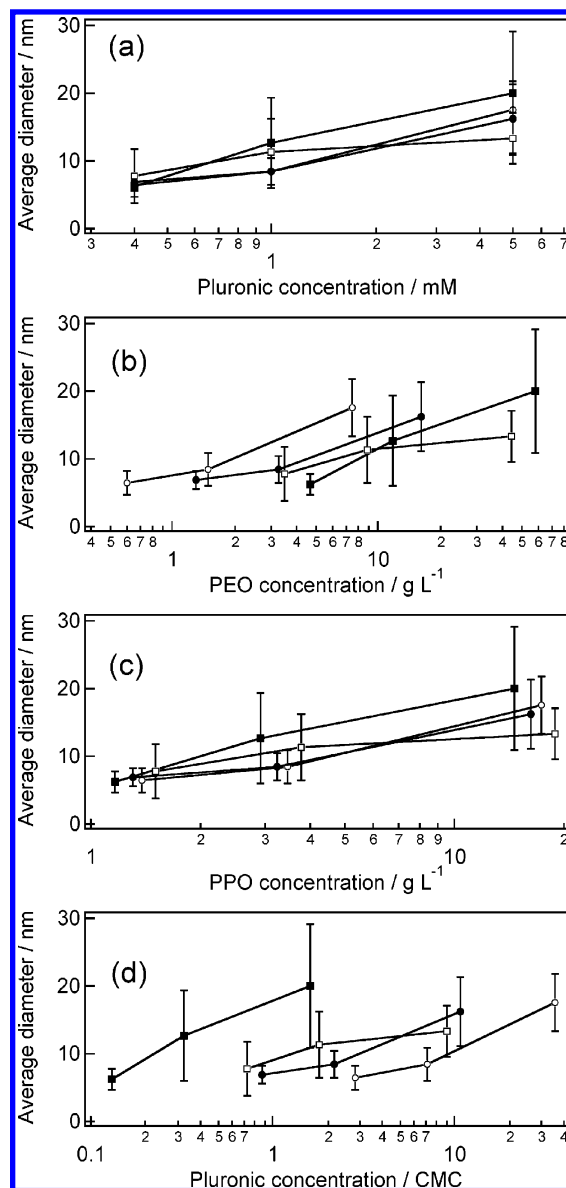 (a)
Average diameter / nm
30
20
10
0
3 4 5 6 7 8 9 1 2 3 4 5 6 7
Pluronic concentration / mM
(b)
Average diameter / nm
30
20
10
0
4 5 6 7 8 1 2 3 4 5 6 7 8 10 2 3 4 5 6 7 8
PEO concentration / g L-1
(c)
Average diameter / nm
30
20
10
0
1 2 3 4 5 6 7 8 9 10 2
PPO concentration / g L-1
(d)
Average diameter / nm
30
20
10
0
0.1 2 3 4 5 6 7 1 2 3 4 5 6 7 10 2 3 4
Pluronic concentration / CMC